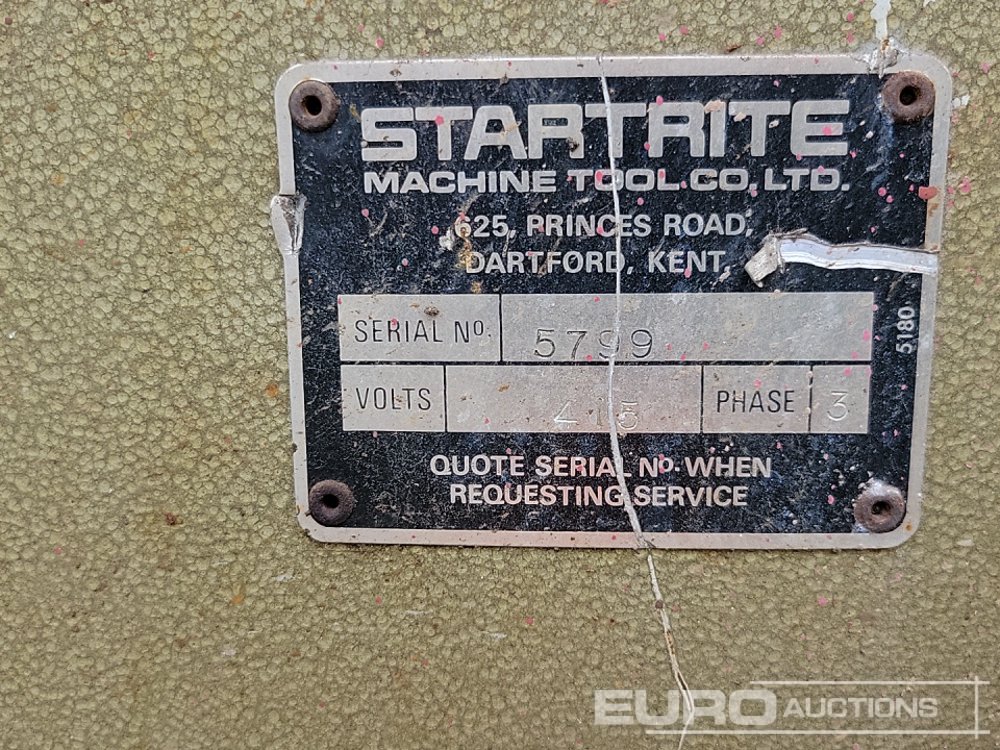 STARTRITE
MACHINE TOOL CO. LTD.
625, PRINCES ROAD,
DARTFORD, KENT,
SERIAL Nº 5799
VOLTS 415 PHASE 3
5180
QUOTE SERIAL Nº WHEN
REQUESTING SERVICE
EURO AUCTIONS